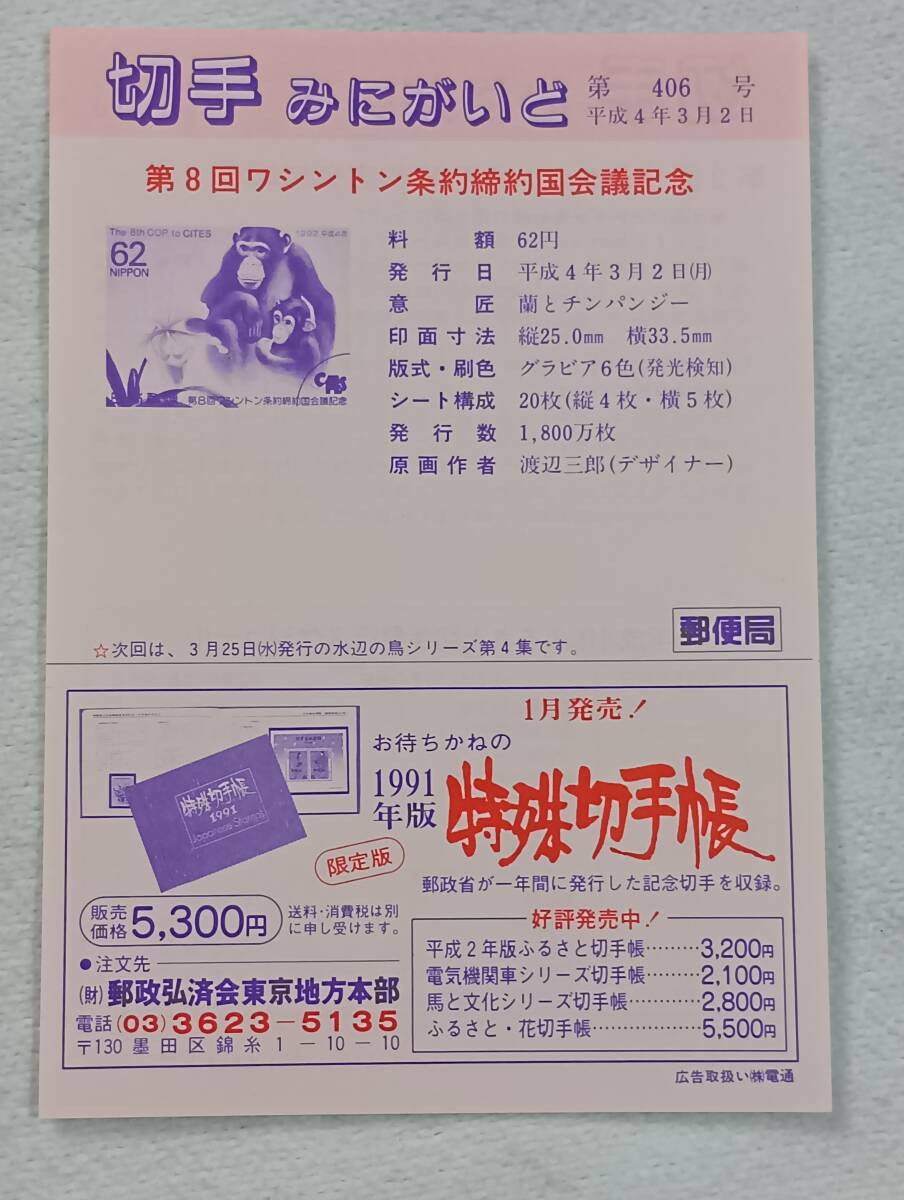 切手 みにがいど 第 406 号
平成4年3月2日
第8回ワシントン条約締約国会議記念
The 8th COP to CITES 1992 平成4年
62
NIPPON
第8回ワシントン条約締約国会議記念
料額 62円
発行日 平成4年3月2日(月)
意匠 蘭とチンパンジー
印面寸法 縦25.0mm 横33.5mm
版式・刷色 グラビア6色(発光検知)
シート構成 20枚(縦4枚・横5枚)
発行数 1,800万枚
原画作者 渡辺三郎(デザイナー)
郵便局
☆次回は、3月25日(水)発行の水辺の鳥シリーズ第4集です。
1月発売!
お待ちかねの
1991年版 特殊切手帳
特殊切手帳
1991
Japanese Stamps
限定版
郵政省が一年間に発行した記念切手を収録。
販売価格 5,300円
送料・消費税は別
に申し受けます。
●注文先
(財)郵政弘済会東京地方本部
電話(03)3623-5135
〒130 墨田区錦糸1-10-10
好評発売中!
平成2年版ふるさと切手帳………3,200円
電気機関車シリーズ切手帳……2,100円
馬と文化シリーズ切手帳………2,800円
ふるさと・花切手帳……………5,500円
広告取扱い㈱電通